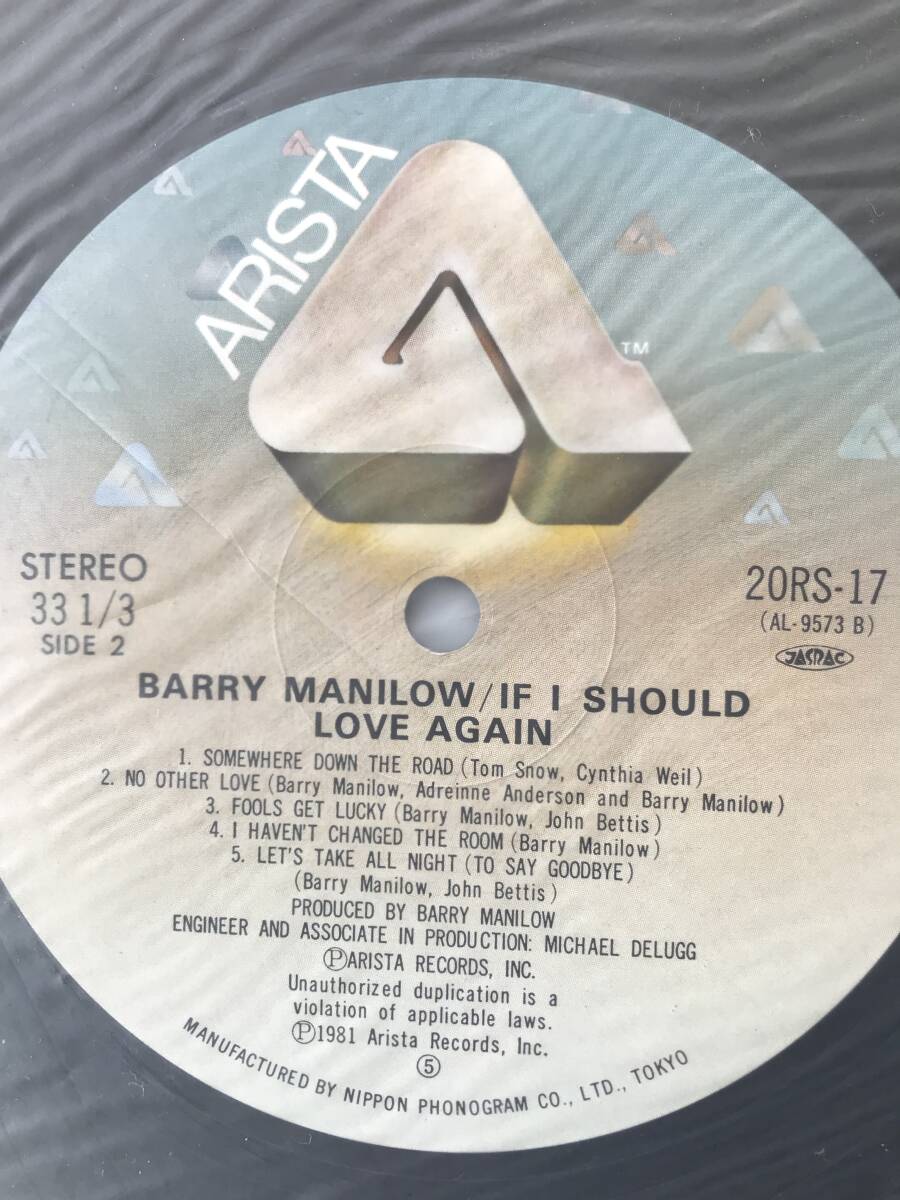 ARISTA
TM
STEREO
33 1/3
SIDE 2
20RS-17
(AL-9573 B)
JASRAC
BARRY MANILOW/IF I SHOULD
LOVE AGAIN
1. SOMEWHERE DOWN THE ROAD (Tom Snow, Cynthia Weil)
2. NO OTHER LOVE (Barry Manilow, Adreinne Anderson and Barry Manilow)
3. FOOLS GET LUCKY (Barry Manilow, John Bettis)
4. I HAVEN'T CHANGED THE ROOM (Barry Manilow)
5. LET'S TAKE ALL NIGHT (TO SAY GOODBYE)
(Barry Manilow, John Bettis)
PRODUCED BY BARRY MANILOW
ENGINEER AND ASSOCIATE IN PRODUCTION: MICHAEL DELUGG
ⓅARISTA RECORDS, INC.
Unauthorized duplication is a
violation of applicable laws.
Ⓟ1981 Arista Records, Inc.
⑤
MANUFACTURED BY NIPPON PHONOGRAM CO., LTD., TOKYO